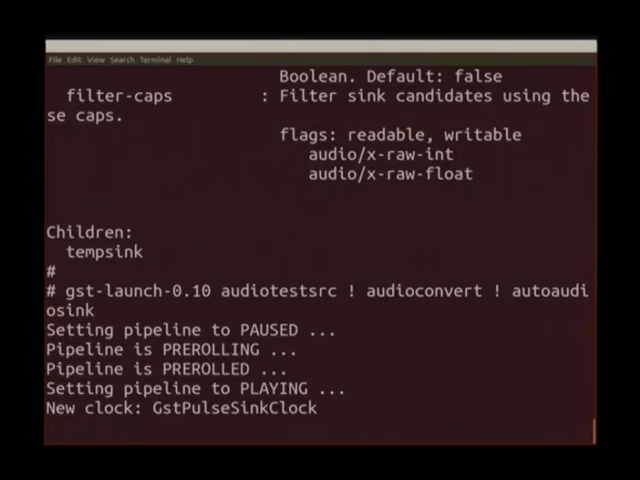 File Edit View Search Terminal Help
Boolean. Default: false
filter-caps : Filter sink candidates using the
se caps.
flags: readable, writable
audio/x-raw-int
audio/x-raw-float
Children:
tempsink
#
# gst-launch-0.10 audiotestsrc ! audioconvert ! autoaudi
osink
Setting pipeline to PAUSED ...
Pipeline is PREROLLING ...
Pipeline is PREROLLED ...
Setting pipeline to PLAYING ...
New clock: GstPulseSinkClock